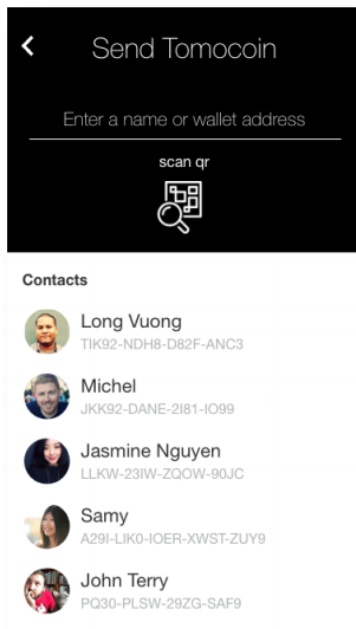 Send Tomocoin
Enter a name or wallet address
scan qr
Contacts
Long Vuong
TIK92-NDH8-D82F-ANC3
Michel
JKK92-DANE-2I81-IO99
Jasmine Nguyen
LLKW-23IW-ZQOW-90JC
Samy
A29I-LIK0-IOER-XWST-ZUY9
John Terry
PQ30-PLSW-29ZG-SAF9